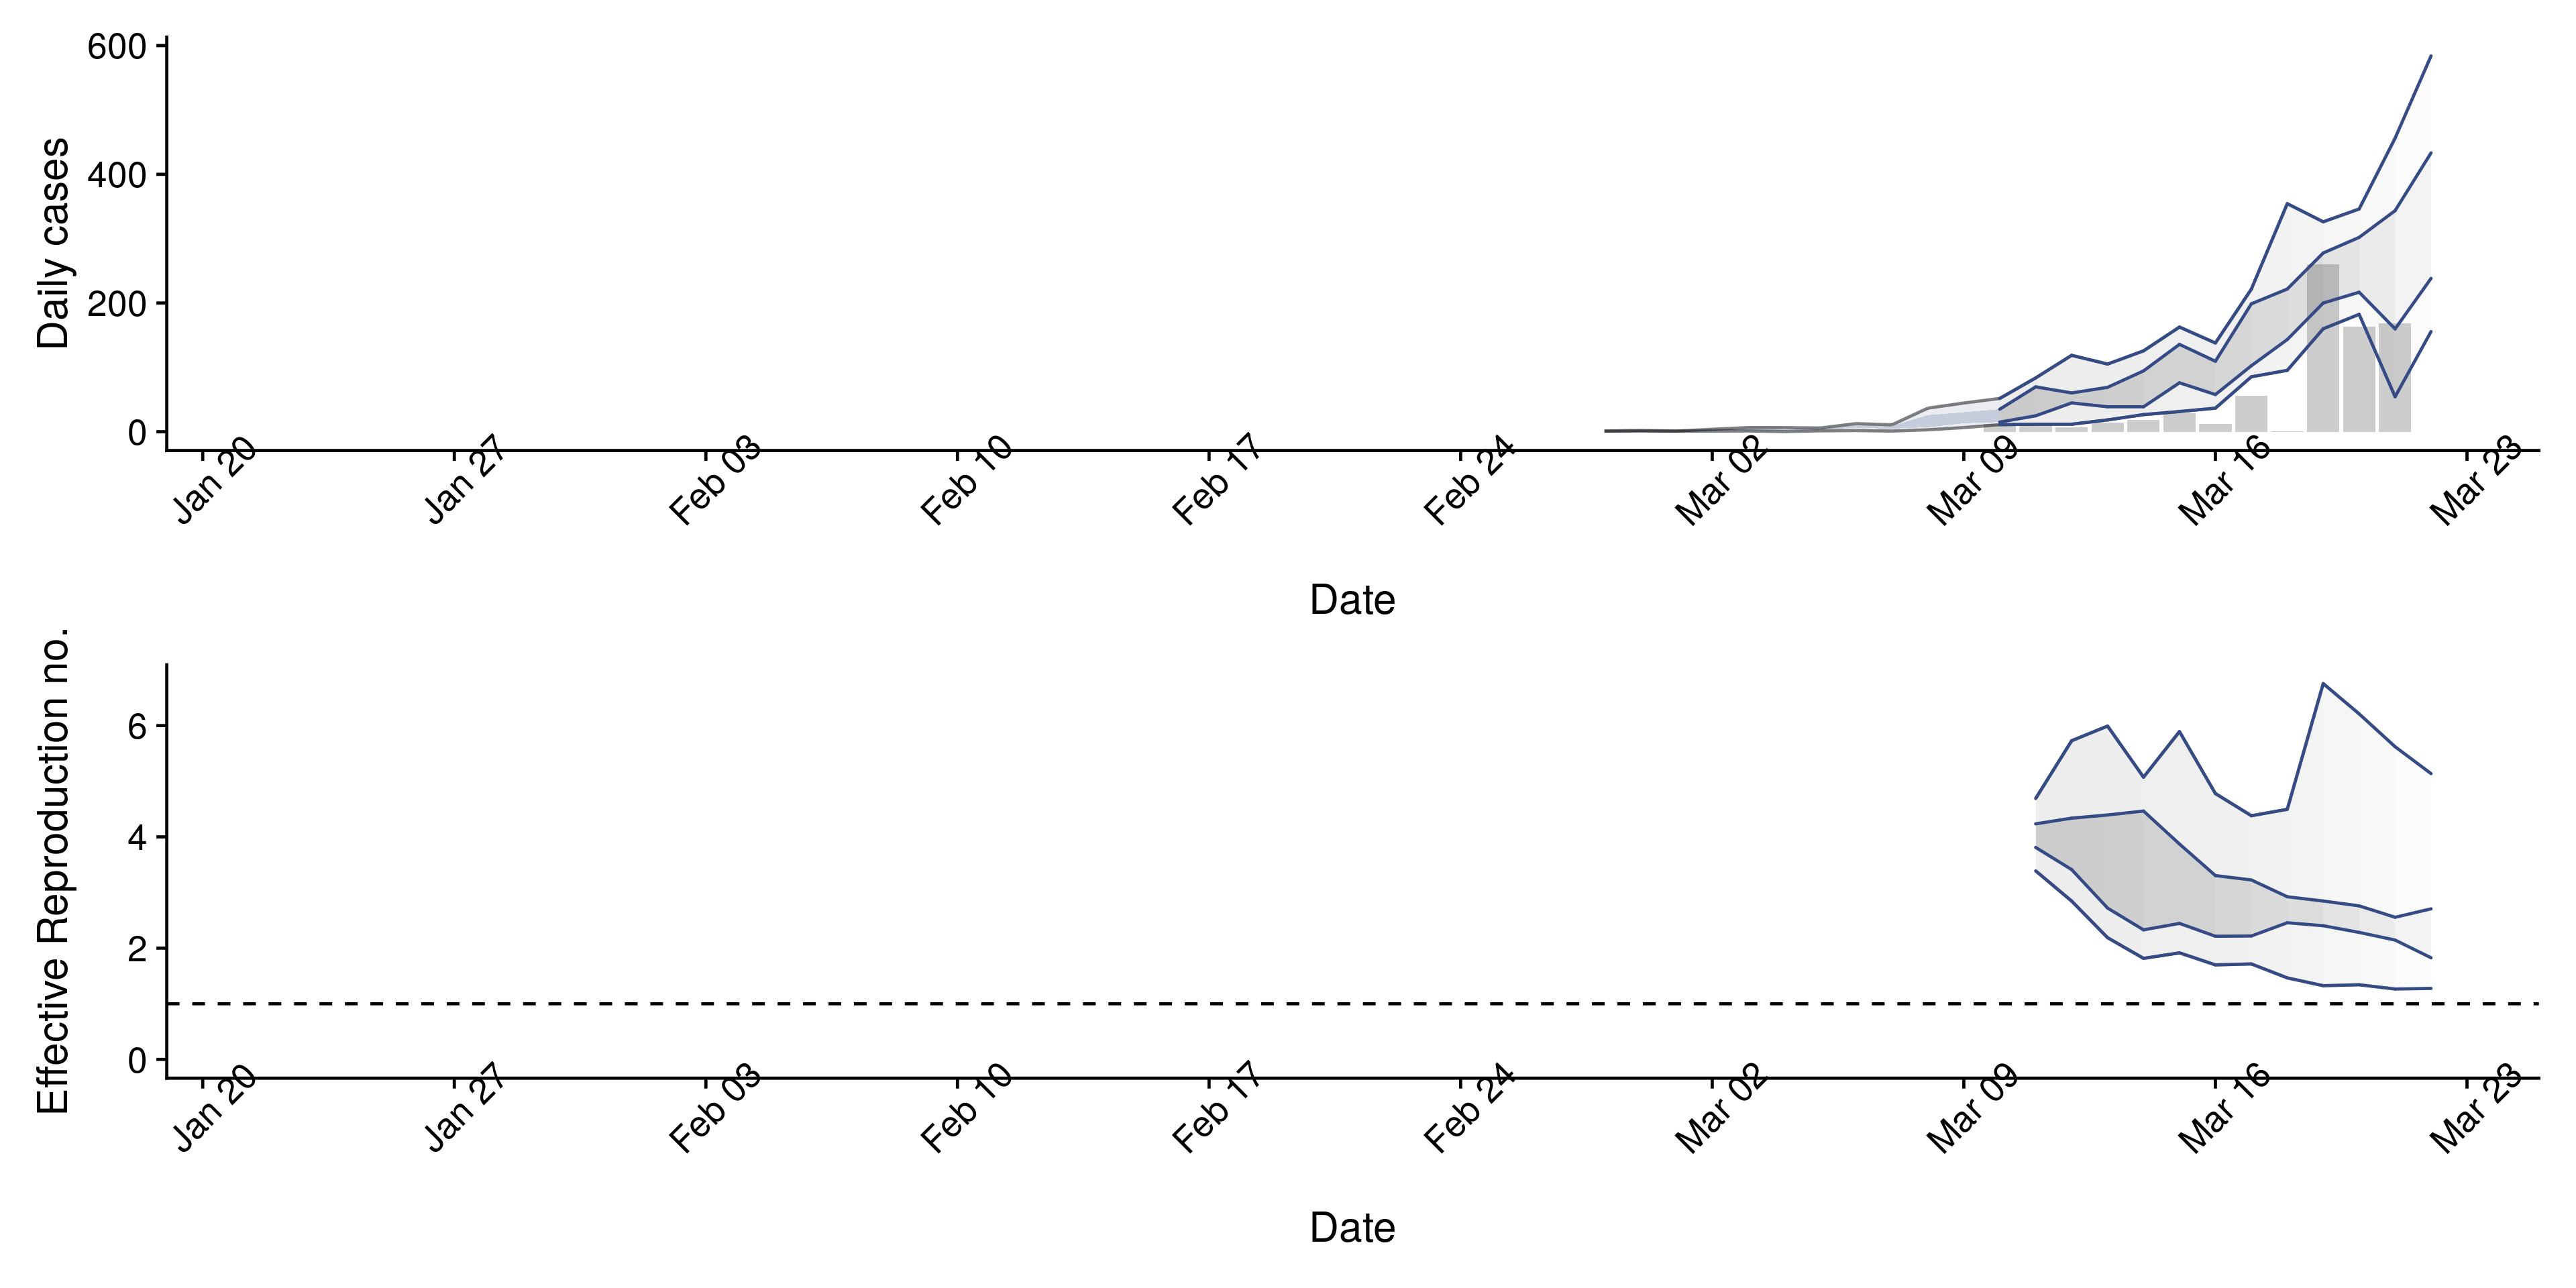 Daily cases
600
400
200
0
Jan 20
Jan 27
Feb 03
Feb 10
Feb 17
Feb 24
Mar 02
Mar 09
Mar 16
Mar 23
Date
Effective Reproduction no.
6
4
2
0
Jan 20
Jan 27
Feb 03
Feb 10
Feb 17
Feb 24
Mar 02
Mar 09
Mar 16
Mar 23
Date